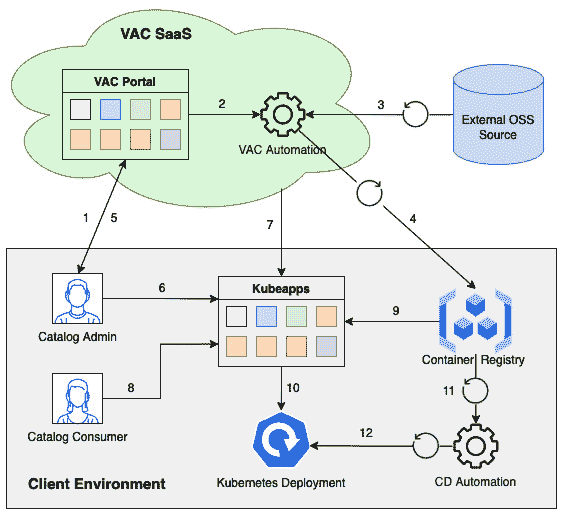 VAC SaaS
VAC Portal
2
VAC Automation
3
External OSS
Source
1
5
7
4
Kubeapps
6
Catalog Admin
9
Container Registry
8
Catalog Consumer
10
11
12
Kubernetes Deployment
CD Automation
Client Environment